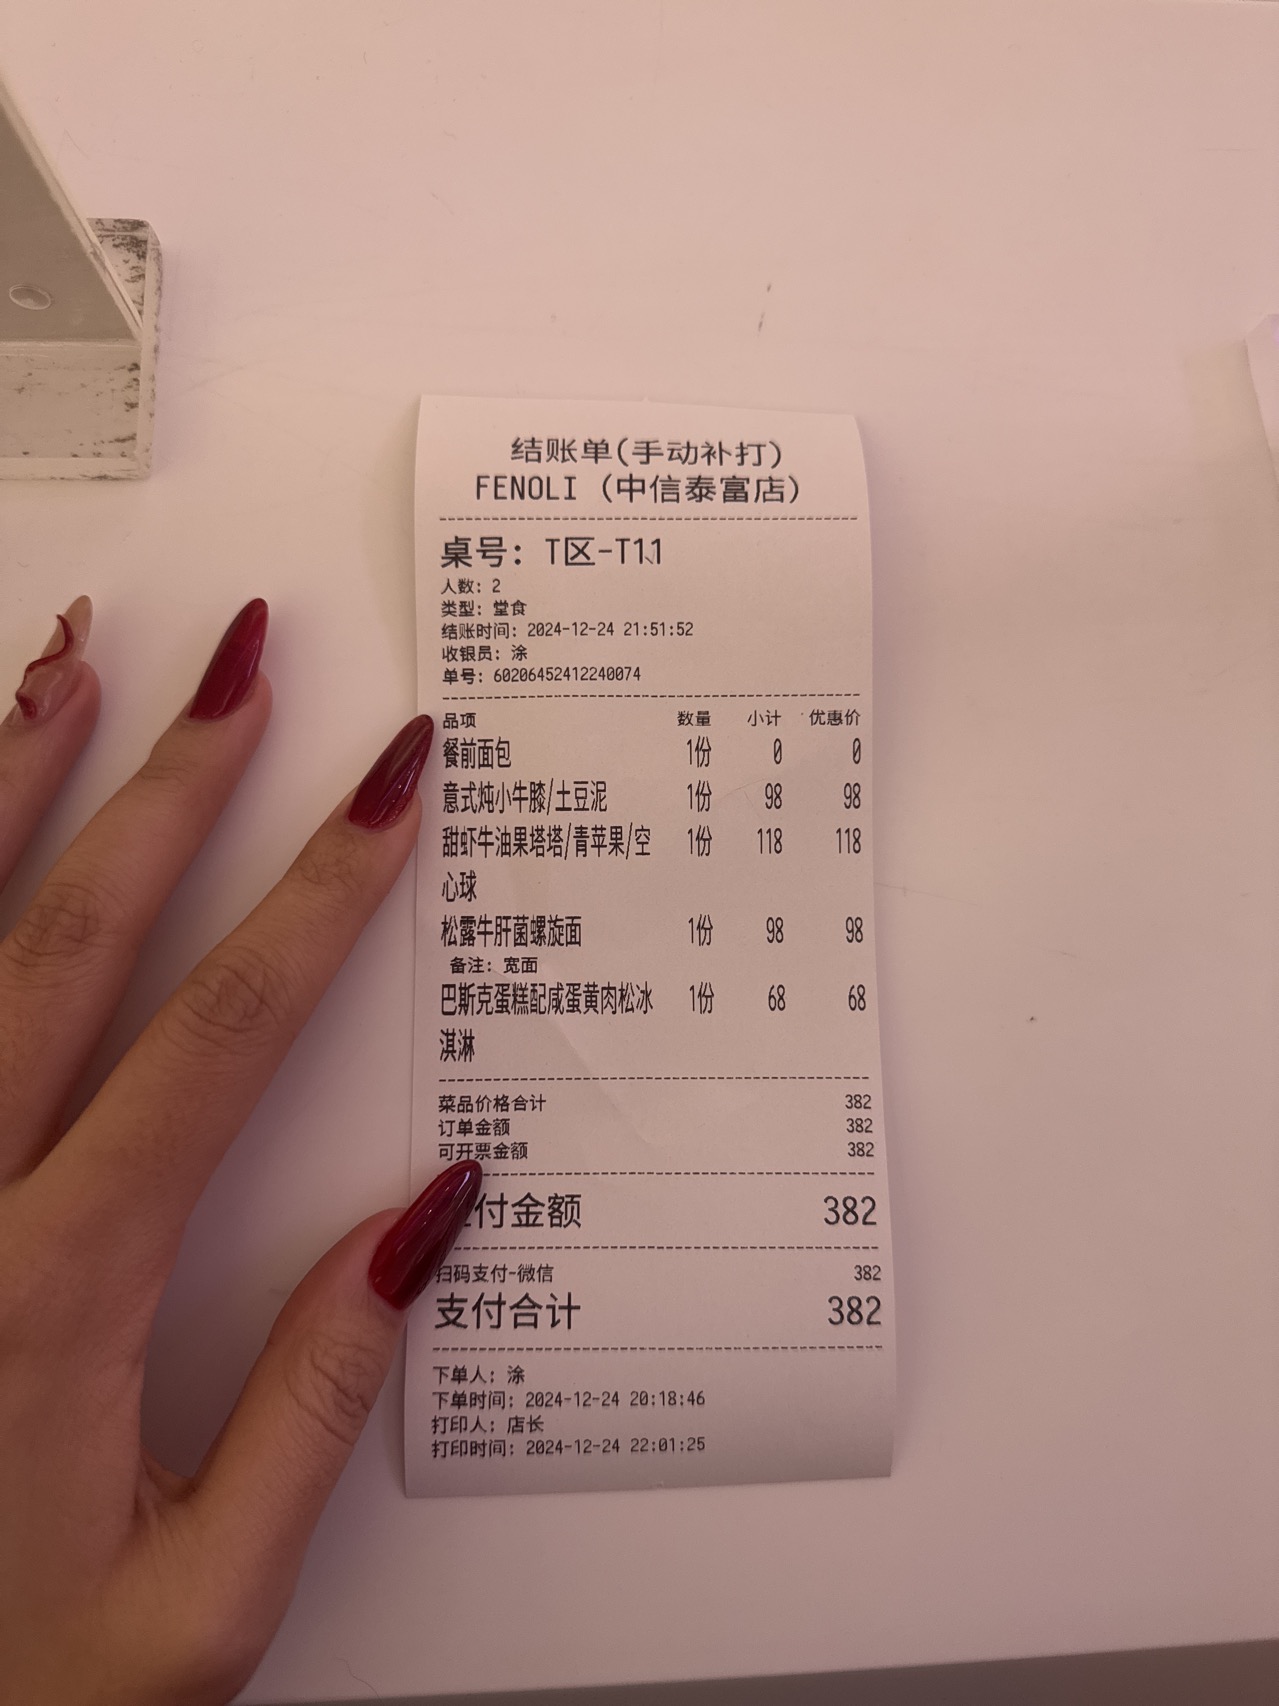 结账单(手动补打)
FENOLI (中信泰富店)
桌号: T区-T11
人数: 2
类型: 堂食
结账时间: 2024-12-24 21:51:52
收银员: 涂
单号: 60206452412240074
品项 数量 小计 优惠价
餐前面包 1份 0 0
意式炖小牛膝/土豆泥 1份 98 98
甜虾牛油果塔塔/青苹果/空 1份 118 118
心球
松露牛肝菌螺旋面 1份 98 98
备注: 宽面
巴斯克蛋糕配咸蛋黄肉松冰 1份 68 68
淇淋
菜品价格合计 382
订单金额 382
可开票金额 382
付金额 382
扫码支付-微信 382
支付合计 382
下单人: 涂
下单时间: 2024-12-24 20:18:46
打印人: 店长
打印时间: 2024-12-24 22:01:25